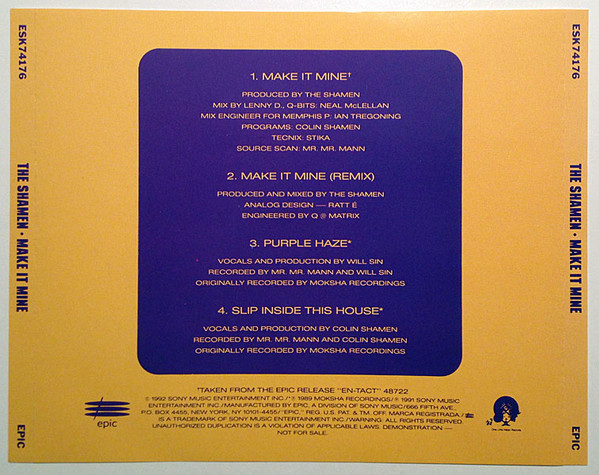 ESK74176
THE SHAMEN • MAKE IT MINE
EPIC
1. MAKE IT MINE†
PRODUCED BY THE SHAMEN
MIX BY LENNY D., Q-BITS: NEAL McLELLAN
MIX ENGINEER FOR MEMPHIS P: IAN TREGONING
PROGRAMS: COLIN SHAMEN
TECNIX: STIKA
SOURCE SCAN: MR. MR. MANN
2. MAKE IT MINE (REMIX)
PRODUCED AND MIXED BY THE SHAMEN
ANALOG DESIGN — RATT É
ENGINEERED BY Q @ MATRIX
3. PURPLE HAZE*
VOCALS AND PRODUCTION BY WILL SIN
RECORDED BY MR. MR. MANN AND WILL SIN
ORIGINALLY RECORDED BY MOKSHA RECORDINGS
4. SLIP INSIDE THIS HOUSE*
VOCALS AND PRODUCTION BY COLIN SHAMEN
RECORDED BY MR. MR. MANN AND COLIN SHAMEN
ORIGINALLY RECORDED BY MOKSHA RECORDINGS
†TAKEN FROM THE EPIC RELEASE "EN-TACT" 48722
℗ 1992 SONY MUSIC ENTERTAINMENT INC./*℗ 1989 MOKSHA RECORDINGS/℗ 1991 SONY MUSIC
ENTERTAINMENT INC./MANUFACTURED BY EPIC, A DIVISION OF SONY MUSIC/666 FIFTH AVE.,
P.O. BOX 4455, NEW YORK, NY 10101-4455/"EPIC," REG. U.S. PAT. & TM. OFF. MARCA REGISTRADA./
IS A TRADEMARK OF SONY MUSIC ENTERTAINMENT INC./WARNING: ALL RIGHTS RESERVED.
UNAUTHORIZED DUPLICATION IS A VIOLATION OF APPLICABLE LAWS. DEMONSTRATION —
NOT FOR SALE.
epic
ESK74176
THE SHAMEN • MAKE IT MINE
EPIC